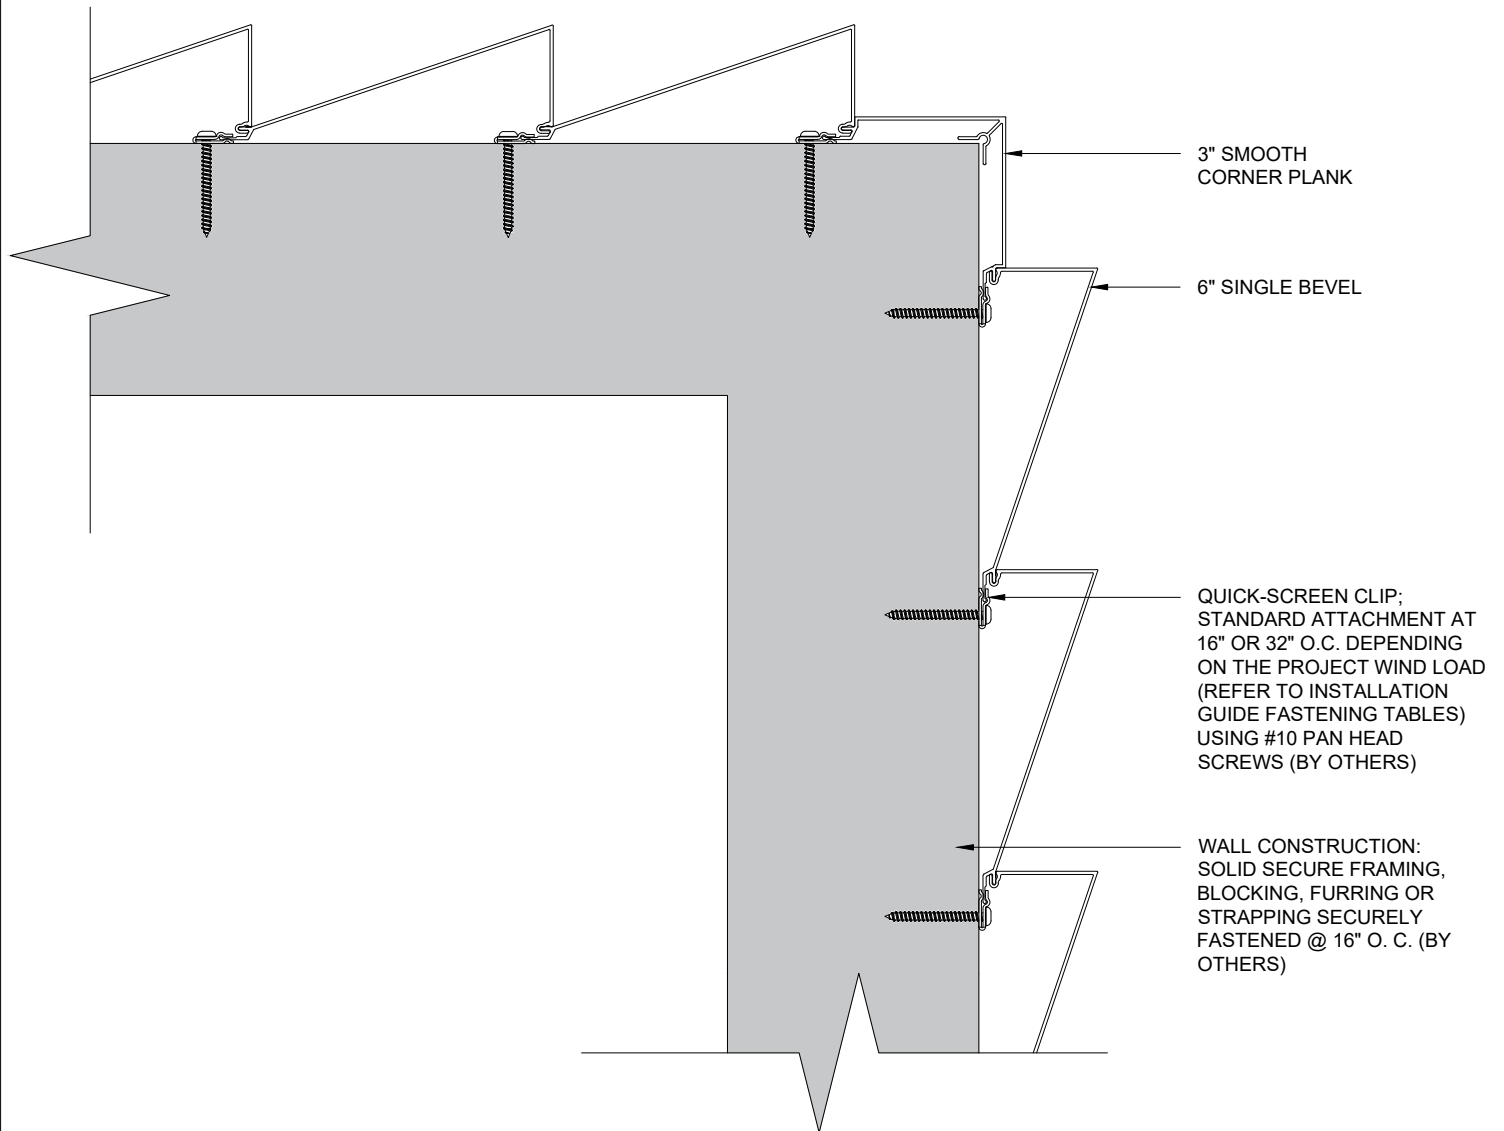 3" SMOOTH
CORNER PLANK
6" SINGLE BEVEL
QUICK-SCREEN CLIP;
STANDARD ATTACHMENT AT
16" OR 32" O.C. DEPENDING
ON THE PROJECT WIND LOAD
(REFER TO INSTALLATION
GUIDE FASTENING TABLES)
USING #10 PAN HEAD
SCREWS (BY OTHERS)
WALL CONSTRUCTION:
SOLID SECURE FRAMING,
BLOCKING, FURRING OR
STRAPPING SECURELY
FASTENED @ 16" O. C. (BY
OTHERS)